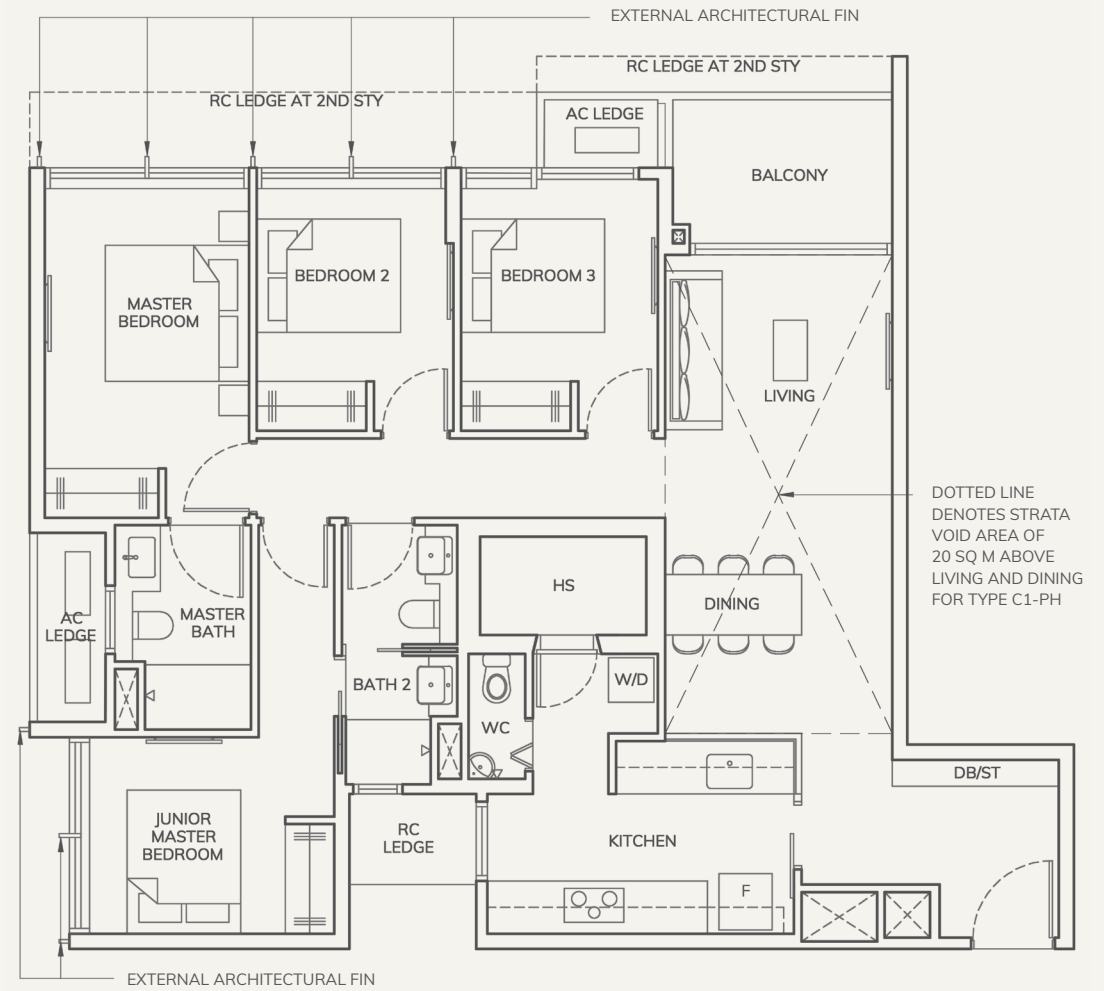 EXTERNAL ARCHITECTURAL FIN
RC LEDGE AT 2ND STY
RC LEDGE AT 2ND STY
AC LEDGE
BALCONY
MASTER
BEDROOM
BEDROOM 2
BEDROOM 3
LIVING
DOTTED LINE
DENOTES STRATA
VOID AREA OF
20 SQ M ABOVE
LIVING AND DINING
FOR TYPE C1-PH
HS
DINING
AC
LEDGE
MASTER
BATH
BATH 2
W/D
WC
DB/ST
JUNIOR
MASTER
BEDROOM
RC
LEDGE
KITCHEN
F
EXTERNAL ARCHITECTURAL FIN